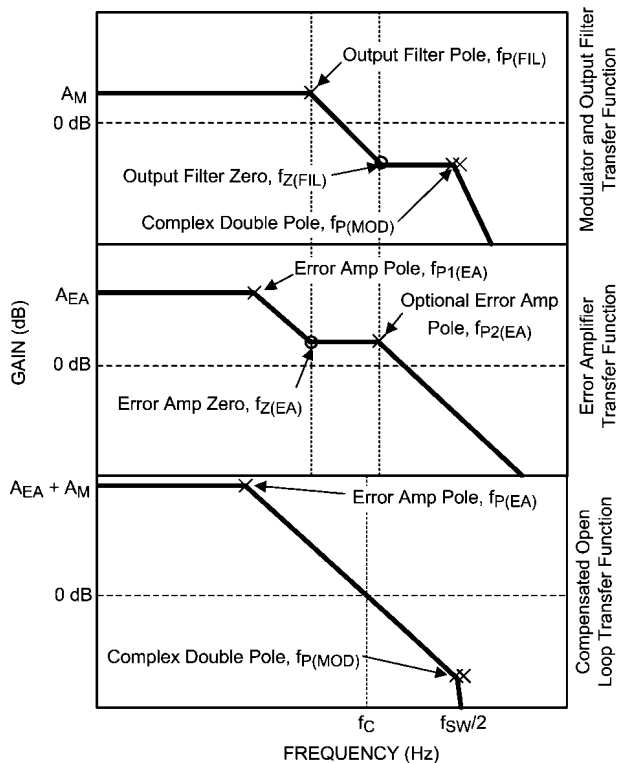 Output Filter Pole, fP(FIL)
AM
0 dB
Output Filter Zero, fZ(FIL)
Complex Double Pole, fP(MOD)
Modulator and Output Filter
Transfer Function
Error Amp Pole, fP1(EA)
AEA
Optional Error Amp
Pole, fP2(EA)
0 dB
Error Amp Zero, fZ(EA)
Error Amplifier
Transfer Function
GAIN (dB)
AEA + AM
Error Amp Pole, fP(EA)
0 dB
Complex Double Pole, fP(MOD)
Compensated Open
Loop Transfer Function
fC
fSW/2
FREQUENCY (Hz)